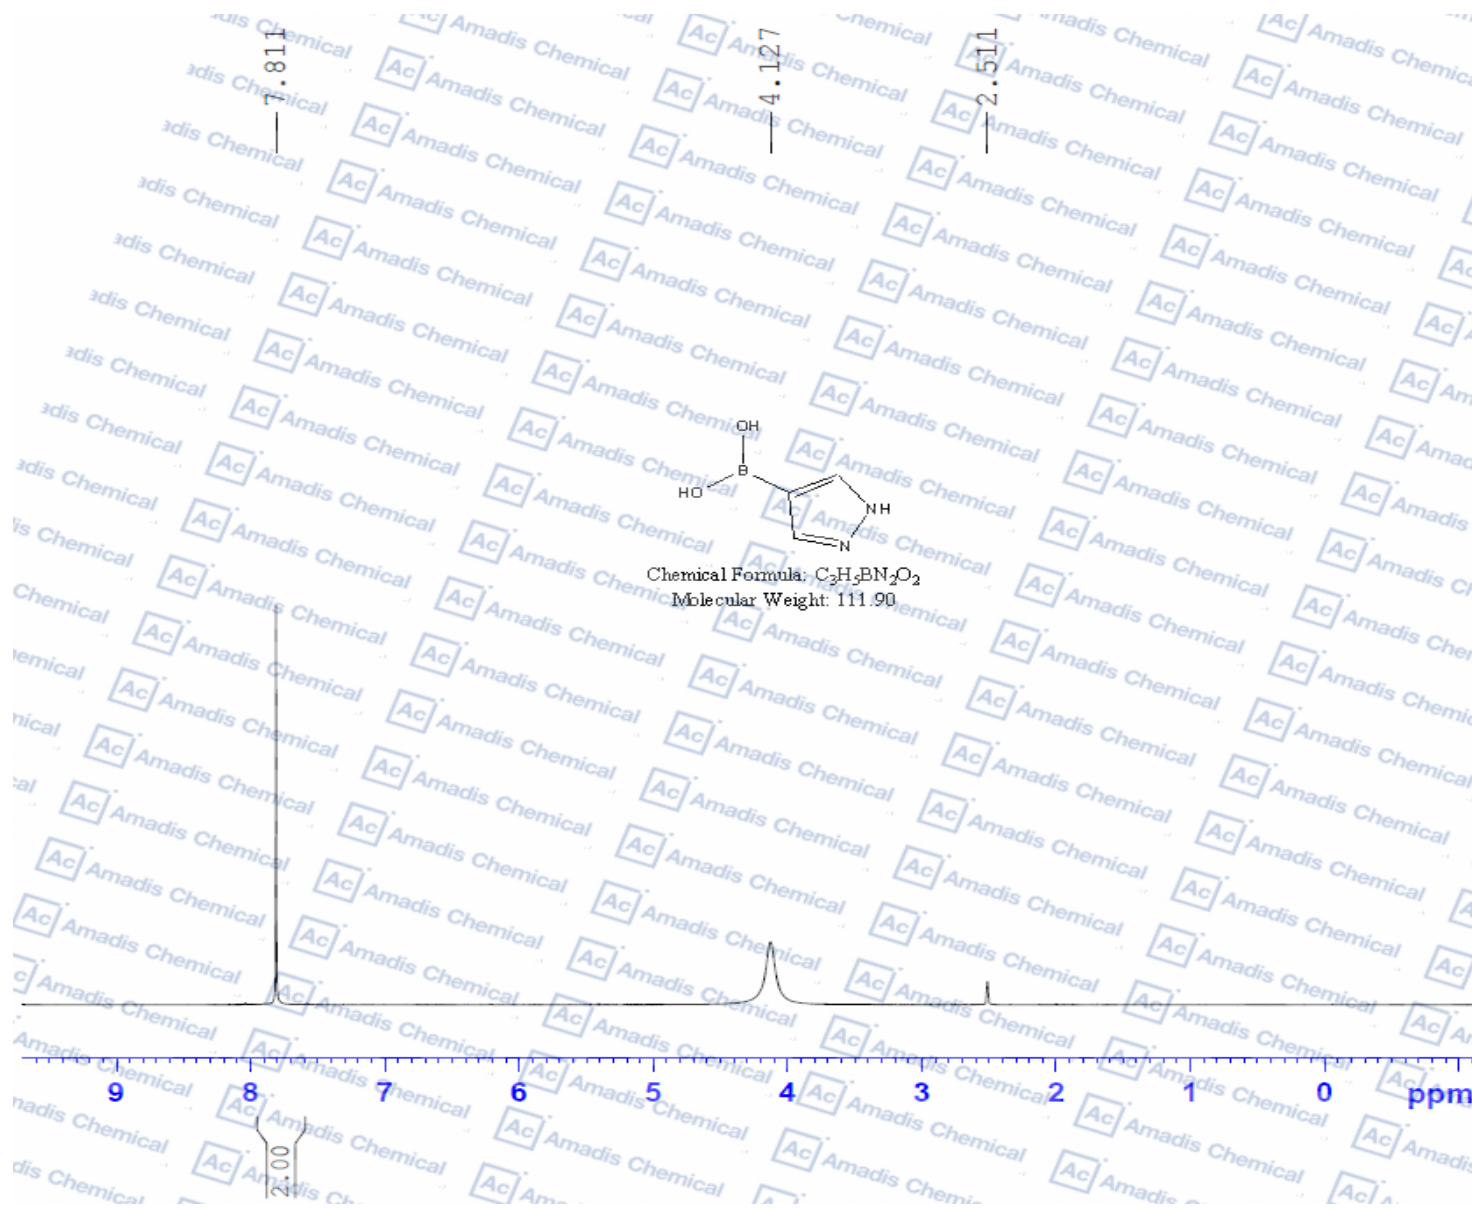 7.811
4.127
2.511
Ac Amadis Chemical
OH
B
HO
NH
N
Chemical Formula: C₃H₅BN₂O₂
Molecular Weight: 111.90
9 8 7 6 5 4 3 2 1 0 ppm
2.00